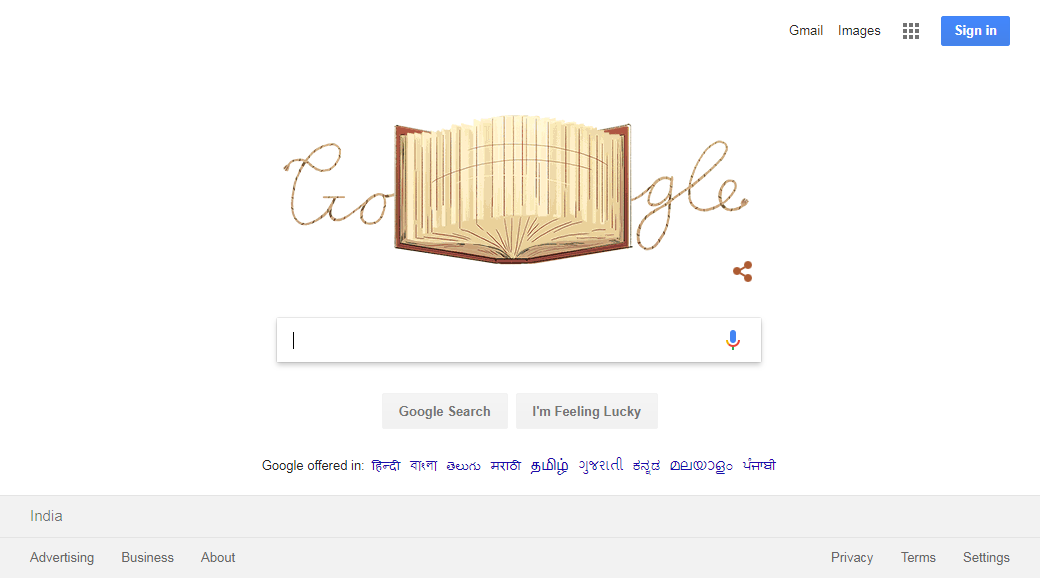 Gmail Images Sign in
Google
Google Search I'm Feeling Lucky
Google offered in: हिन्दी বাংলা తెలుగు मराठी தமிழ் ગુજરાતી ಕನ್ನಡ മലയാളം ਪੰਜਾਬੀ
India
Advertising Business About Privacy Terms Settings